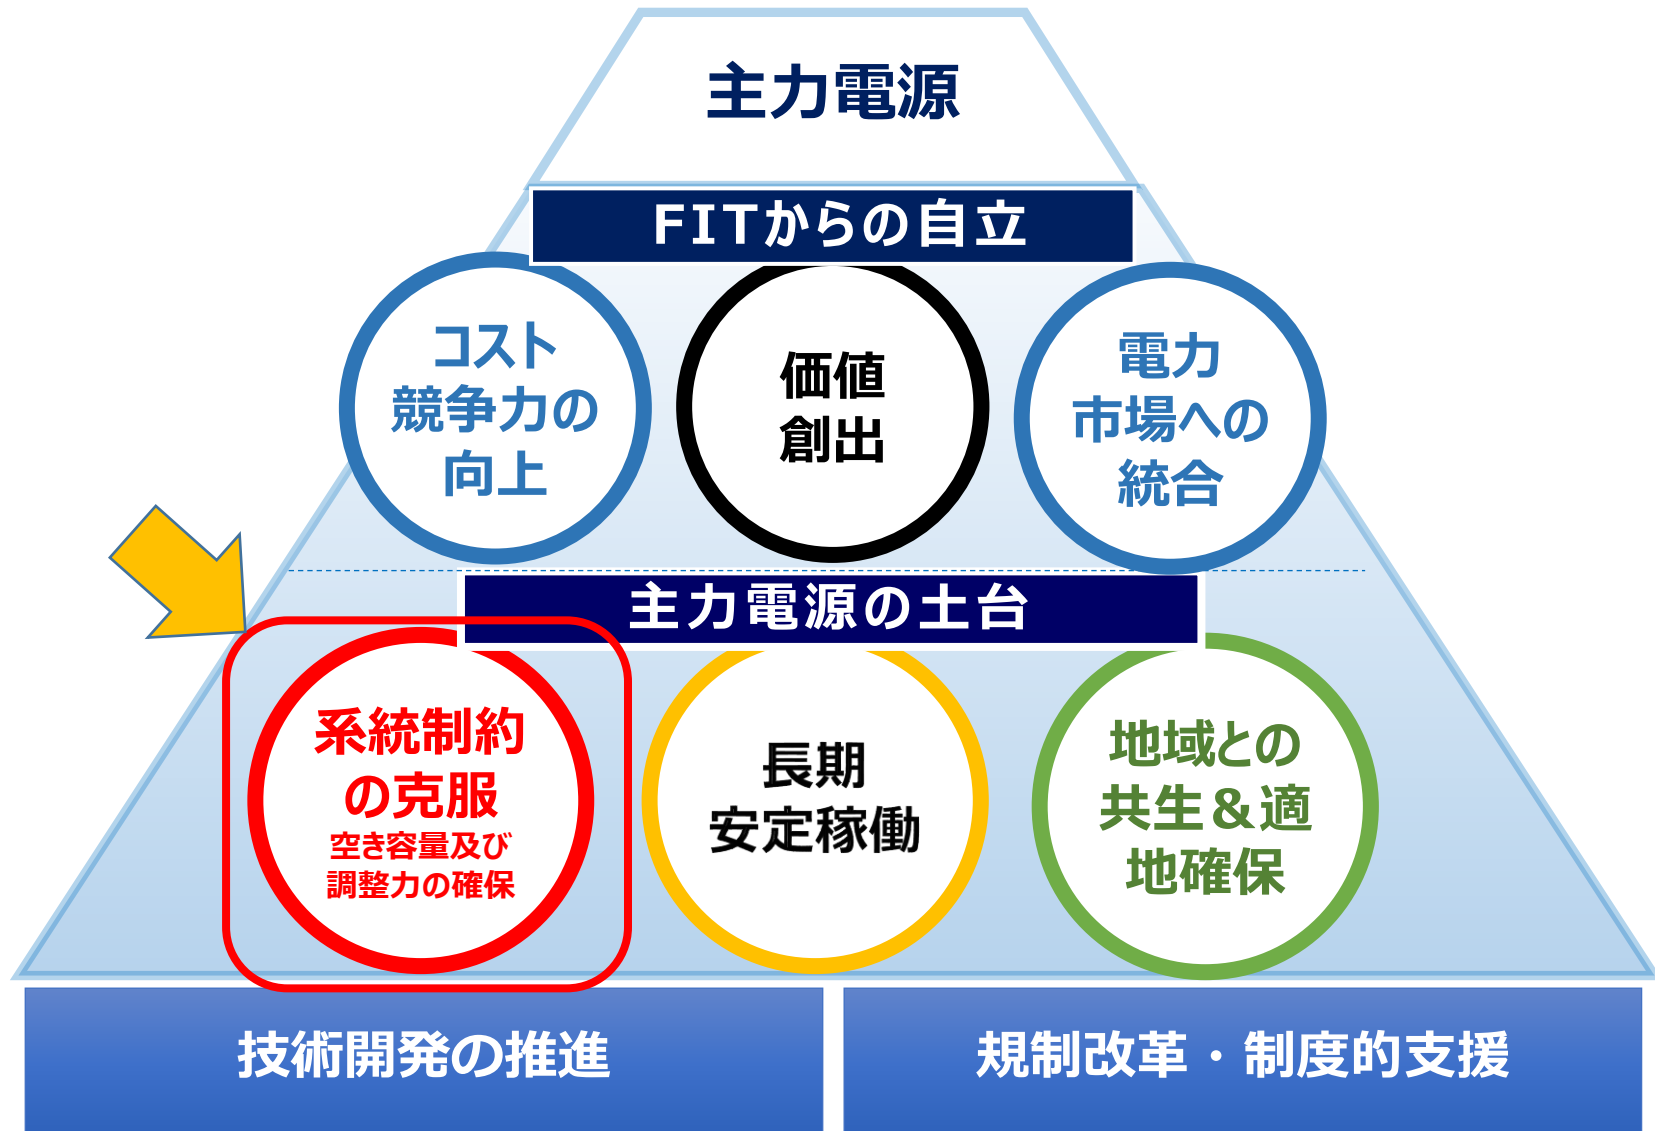 主力電源
FITからの自立
コスト
競争力の
向上
価値
創出
電力
市場への
統合
主力電源の土台
系統制約
の克服
空き容量及び
調整力の確保
長期
安定稼働
地域との
共生＆適
地確保
技術開発の推進
規制改革・制度的支援